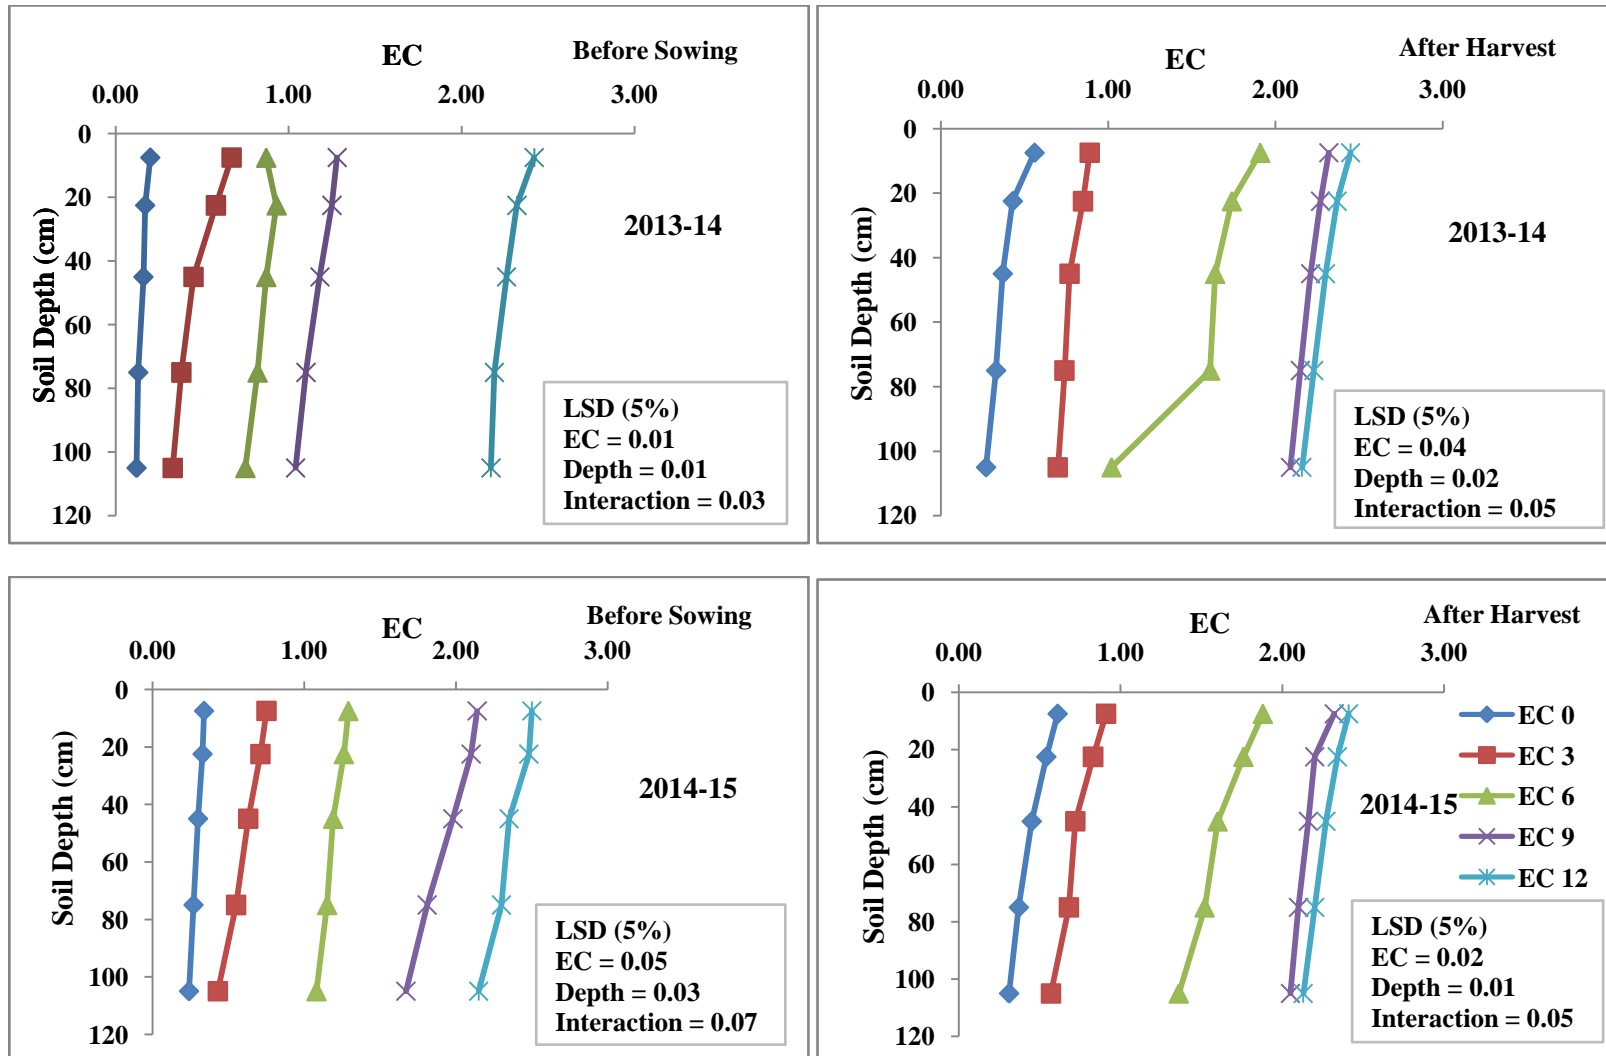 EC
Before Sowing
0.00 1.00 2.00 3.00
0
20
40
60
80
100
120
Soil Depth (cm)
2013-14
LSD (5%)
EC = 0.01
Depth = 0.01
Interaction = 0.03
EC
After Harvest
0.00 1.00 2.00 3.00
0
20
40
60
80
100
120
Soil Depth (cm)
2013-14
LSD (5%)
EC = 0.04
Depth = 0.02
Interaction = 0.05
EC
Before Sowing
0.00 1.00 2.00 3.00
0
20
40
60
80
100
120
Soil Depth (cm)
2014-15
LSD (5%)
EC = 0.05
Depth = 0.03
Interaction = 0.07
EC
After Harvest
0.00 1.00 2.00 3.00
0
20
40
60
80
100
120
Soil Depth (cm)
2014-15
EC 0
EC 3
EC 6
EC 9
EC 12
LSD (5%)
EC = 0.02
Depth = 0.01
Interaction = 0.05